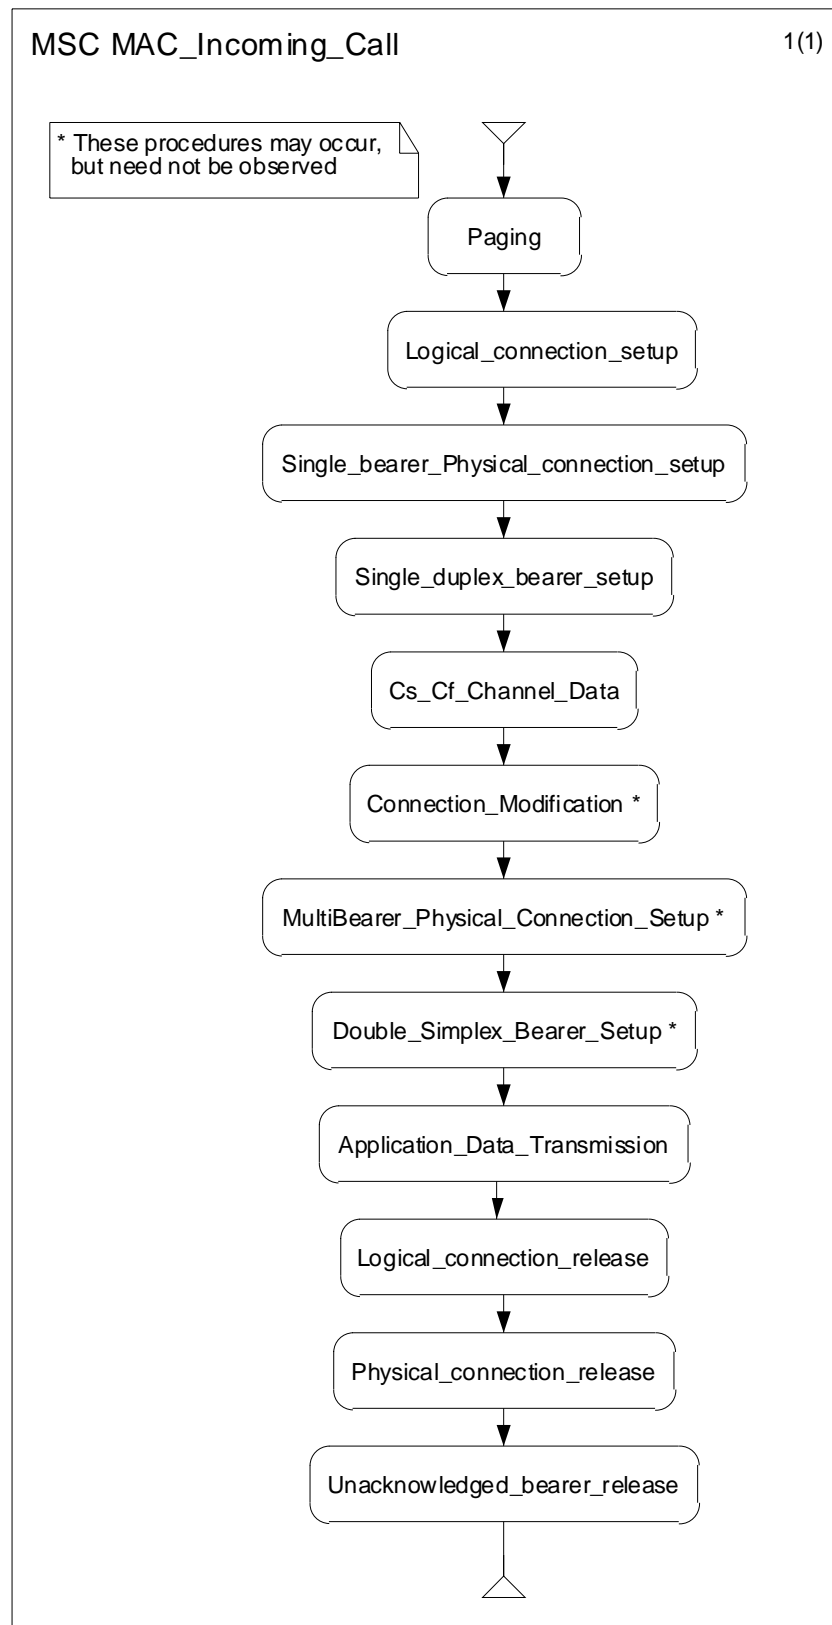 MSC MAC_Incoming_Call
1(1)
* These procedures may occur,
but need not be observed
Paging
Logical_connection_setup
Single_bearer_Physical_connection_setup
Single_duplex_bearer_setup
Cs_Cf_Channel_Data
Connection_Modification *
MultiBearer_Physical_Connection_Setup *
Double_Simplex_Bearer_Setup *
Application_Data_Transmission
Logical_connection_release
Physical_connection_release
Unacknowledged_bearer_release